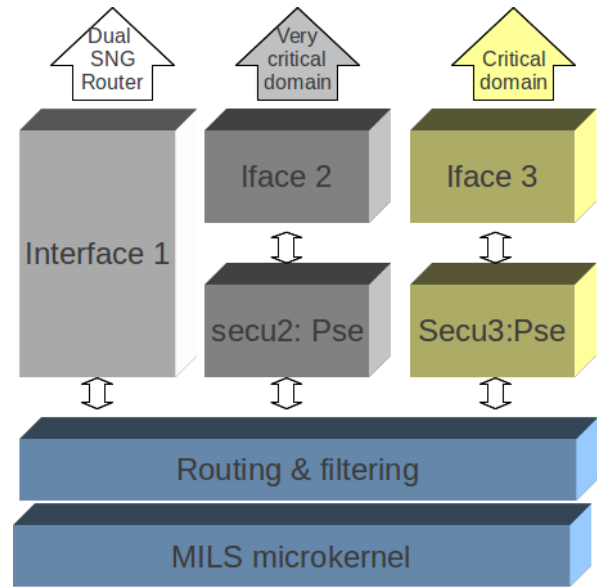 Dual
SNG
Router
Very
critical
domain
Critical
domain
Interface 1
Iface 2
Iface 3
secu2: Pse
Secu3:Pse
Routing & filtering
MILS microkernel